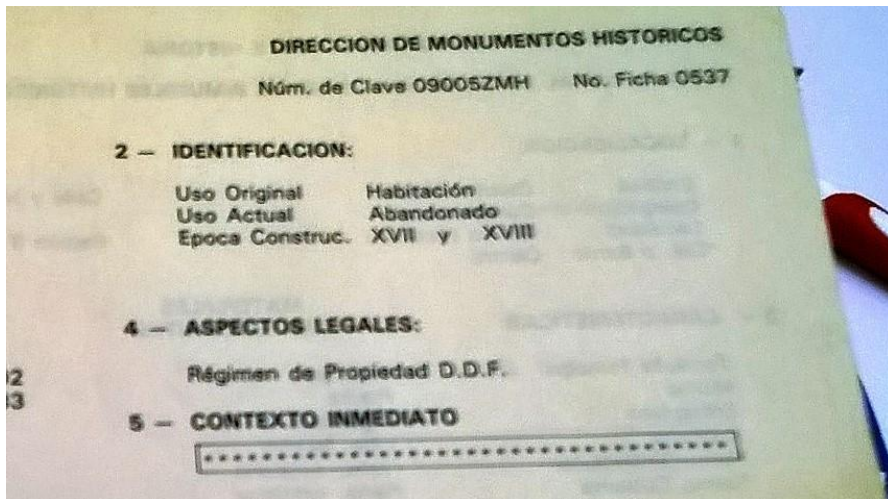 DIRECCION DE MONUMENTOS HISTORICOS
Núm. de Clave 09005ZMH No. Ficha 0537
2 — IDENTIFICACION:
Uso Original Habitación
Uso Actual Abandonado
Epoca Construc. XVII y XVIII
4 — ASPECTOS LEGALES:
Régimen de Propiedad D.D.F.
5 — CONTEXTO INMEDIATO